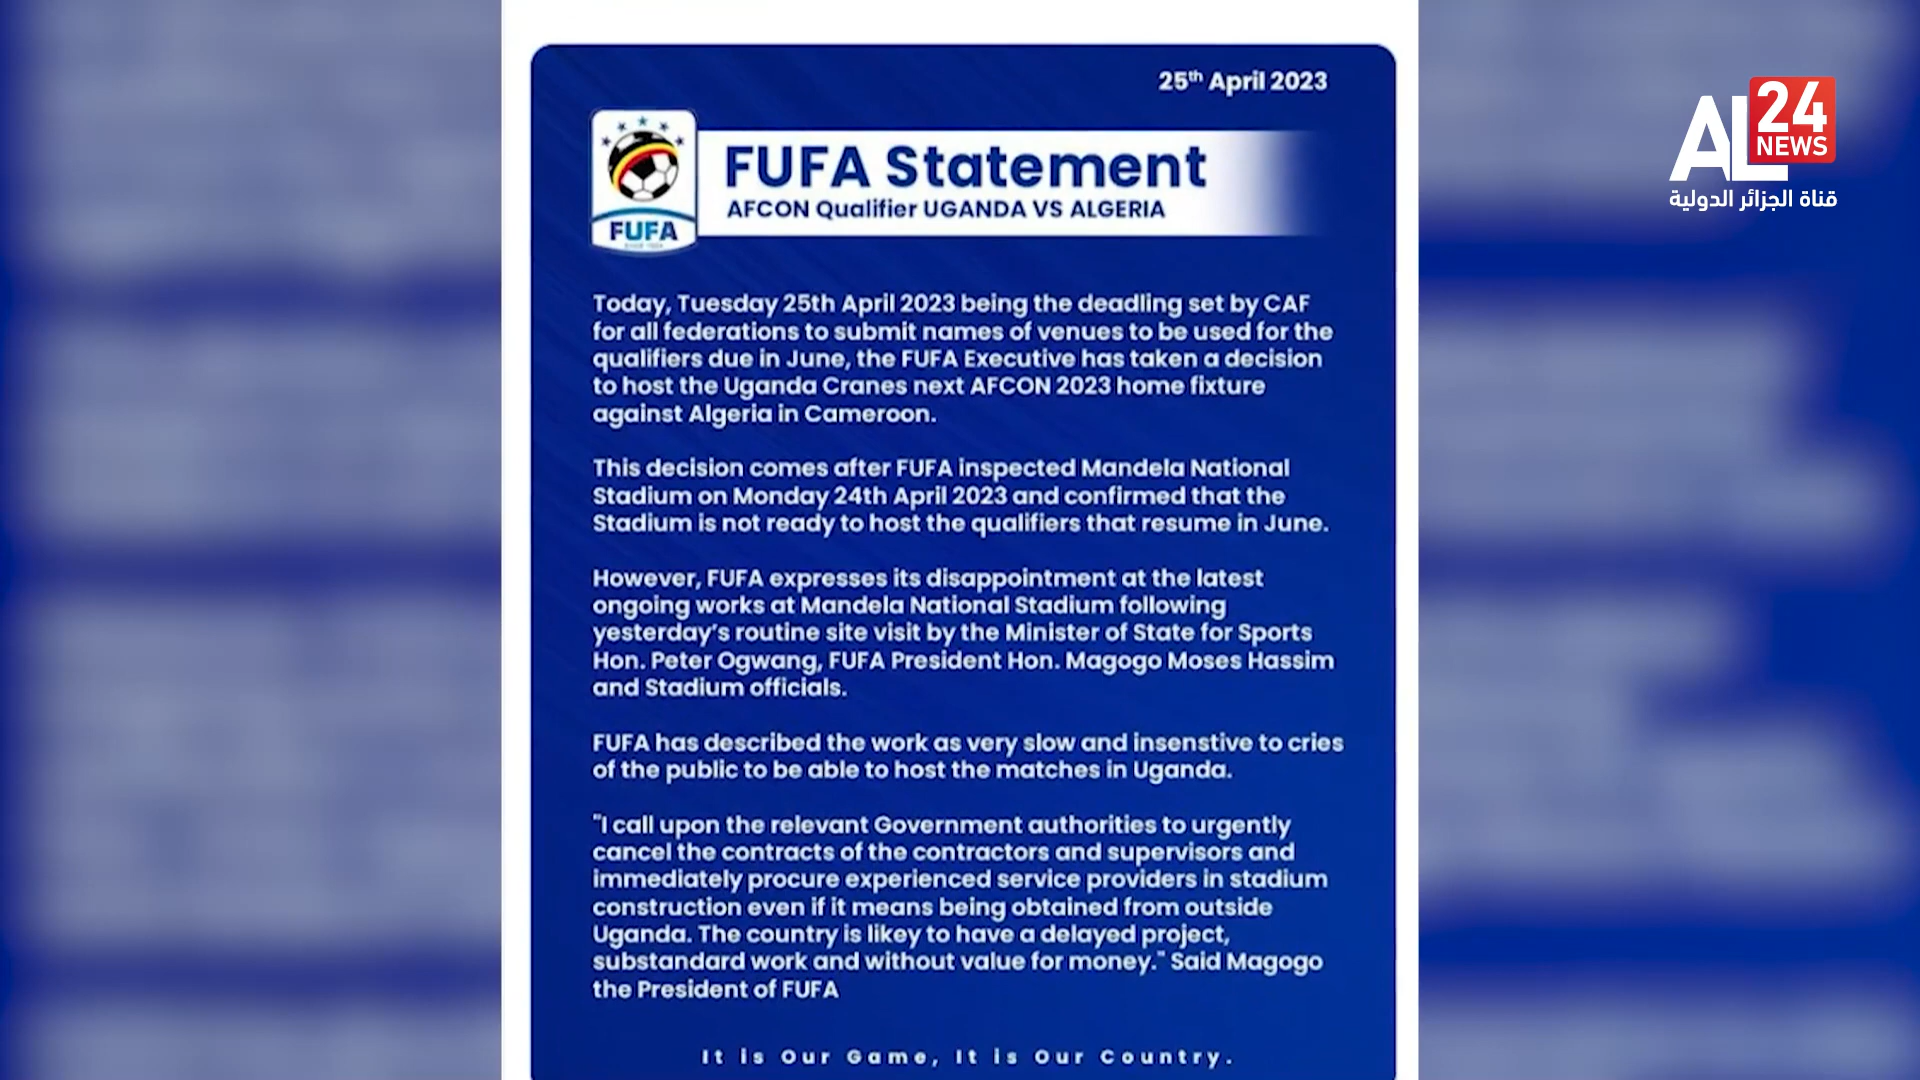 25th April 2023
AL 24 NEWS
قناة الجزائر الدولية
FUFA
FUFA Statement
AFCON Qualifier UGANDA VS ALGERIA
Today, Tuesday 25th April 2023 being the deadling set by CAF
for all federations to submit names of venues to be used for the
qualifiers due in June, the FUFA Executive has taken a decision
to host the Uganda Cranes next AFCON 2023 home fixture
against Algeria in Cameroon.
This decision comes after FUFA inspected Mandela National
Stadium on Monday 24th April 2023 and confirmed that the
Stadium is not ready to host the qualifiers that resume in June.
However, FUFA expresses its disappointment at the latest
ongoing works at Mandela National Stadium following
yesterday's routine site visit by the Minister of State for Sports
Hon. Peter Ogwang, FUFA President Hon. Magogo Moses Hassim
and Stadium officials.
FUFA has described the work as very slow and insenstive to cries
of the public to be able to host the matches in Uganda.
"I call upon the relevant Government authorities to urgently
cancel the contracts of the contractors and supervisors and
immediately procure experienced service providers in stadium
construction even if it means being obtained from outside
Uganda. The country is likey to have a delayed project,
substandard work and without value for money." Said Magogo
the President of FUFA
It is Our Game, It is Our Country.